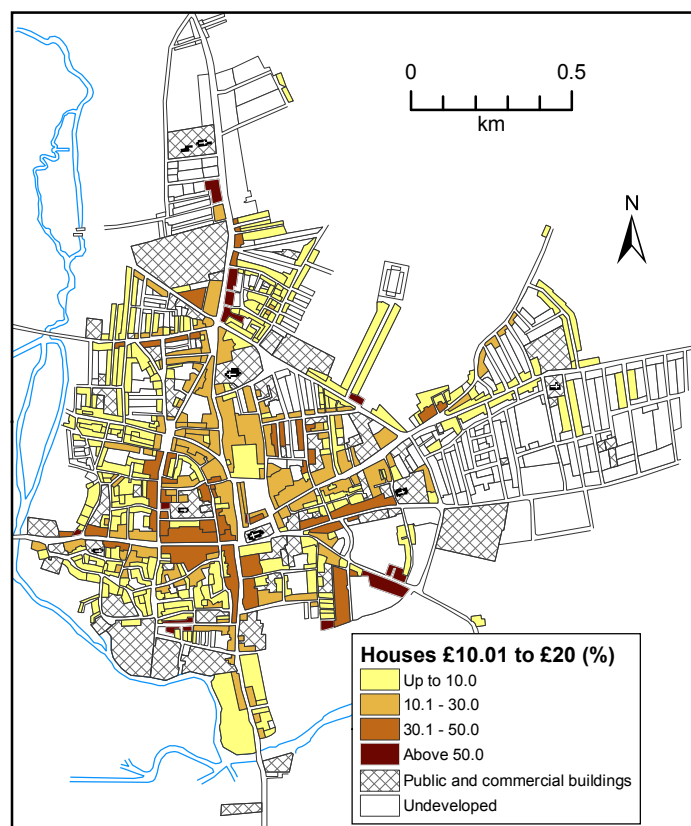 0 0.5
km
N
Houses £10.01 to £20 (%)
Up to 10.0
10.1 - 30.0
30.1 - 50.0
Above 50.0
Public and commercial buildings
Undeveloped